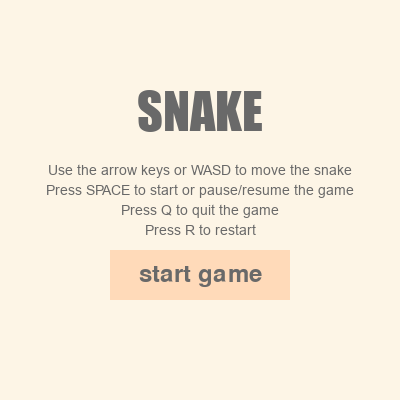 SNAKE
Use the arrow keys or WASD to move the snake
Press SPACE to start or pause/resume the game
Press Q to quit the game
Press R to restart
start game